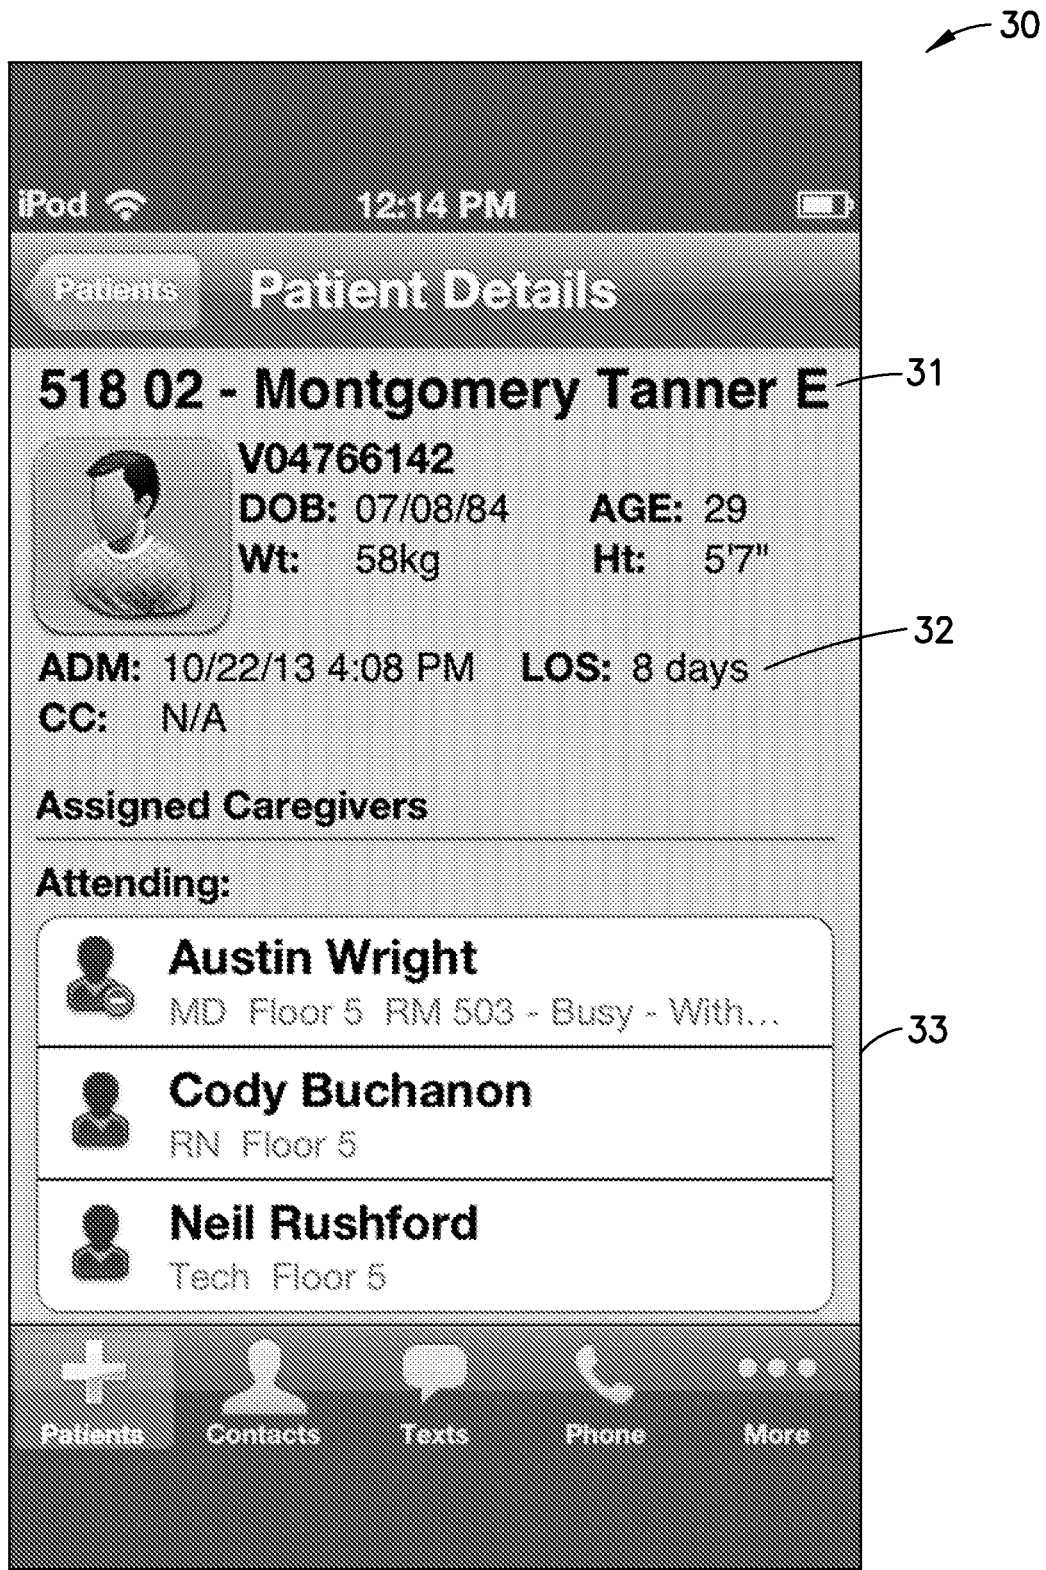 30
iPod 12:14 PM
Patients Patient Details
518 02 - Montgomery Tanner E 31
V04766142
DOB: 07/08/84 AGE: 29
Wt: 58kg Ht: 5'7"
32
ADM: 10/22/13 4:08 PM LOS: 8 days
CC: N/A
Assigned Caregivers
Attending:
Austin Wright
MD Floor 5 RM 503 - Busy - With...
33
Cody Buchanon
RN Floor 5
Neil Rushford
Tech Floor 5
Patients Contacts Texts Phone More